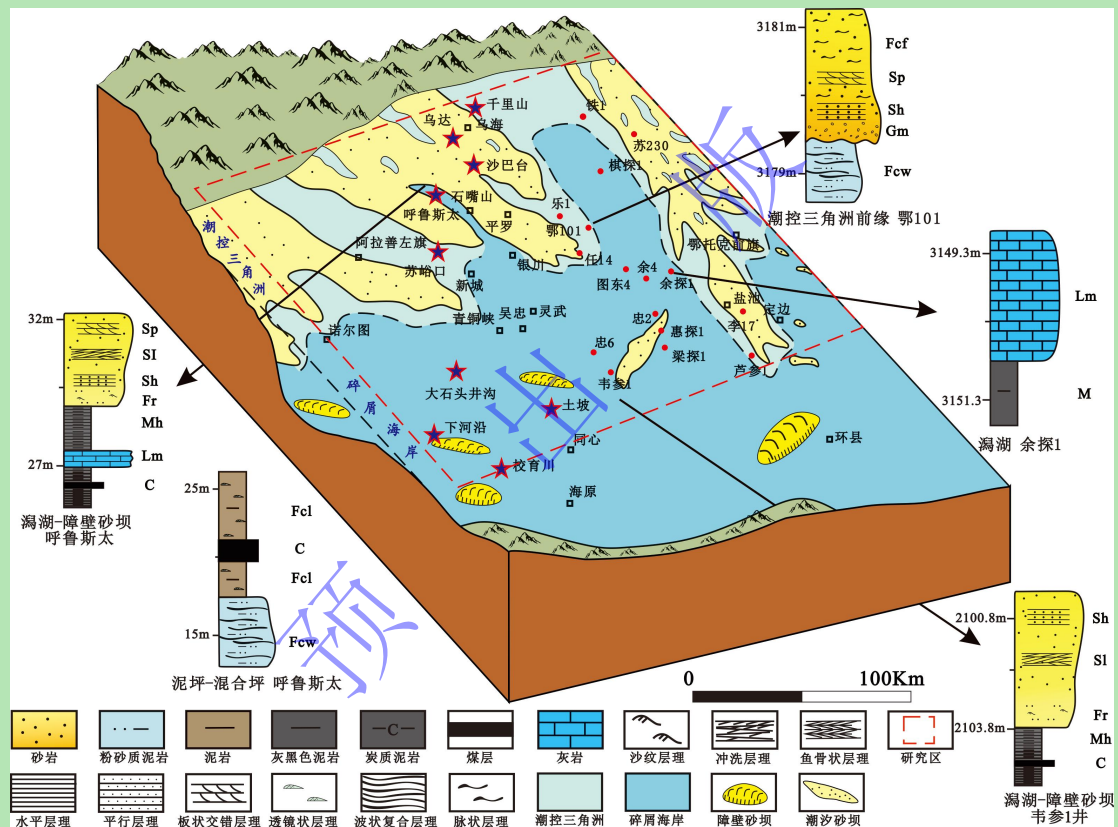 3181m
Fcf
Sp
Sh
Gm
3179m
Fcw
潮控三角洲前缘 鄂101
千里山
乌达
乌海
铁1
苏230
沙巴台
棋探1
石嘴山
呼鲁斯太
乐1
平罗
鄂101
鄂托克前旗
阿拉善左旗
苏峪口
银川
任14
余4
图东4
余探1
新城
盐池
定边
李17
青铜峡
吴忠
灵武
忠2
惠探1
诺尔图
忠6
梁探1
芦参1
韦参1
大石头井沟
土坡
下河沿
同心
环县
校育川
海原
潮控三角洲
碎屑海岸
预
出
版
3149.3m
Lm
3151.3
M
潟湖 余探1
32m
Sp
SI
Sh
Fr
Mh
27m
Lm
C
潟湖-障壁砂坝
呼鲁斯太
25m
Fcl
C
Fcl
15m
Fcw
泥坪-混合坪 呼鲁斯太
2100.8m
Sh
Sl
Fr
2103.8m
Mh
C
潟湖-障壁砂坝
韦参1井
0
100Km
砂岩
粉砂质泥岩
泥岩
灰黑色泥岩
C
炭质泥岩
煤层
灰岩
沙纹层理
冲洗层理
鱼骨状层理
研究区
水平层理
平行层理
板状交错层理
透镜状层理
波状复合层理
脉状层理
潮控三角洲
碎屑海岸
障壁砂坝
潮汐砂坝